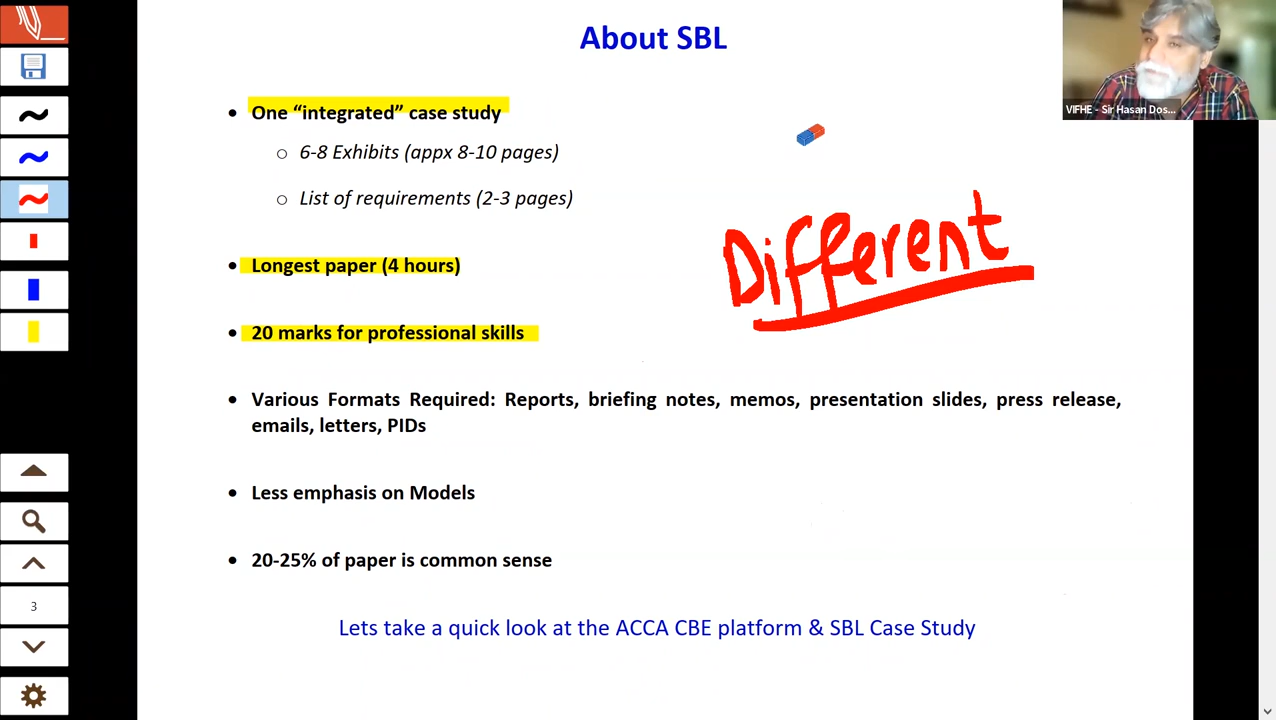 About SBL
VIFHE - Sir Hasan Dos...
• One “integrated” case study
○ 6-8 Exhibits (appx 8-10 pages)
○ List of requirements (2-3 pages)
Different
• Longest paper (4 hours)
• 20 marks for professional skills
• Various Formats Required: Reports, briefing notes, memos, presentation slides, press release,
emails, letters, PIDs
• Less emphasis on Models
• 20-25% of paper is common sense
3
Lets take a quick look at the ACCA CBE platform & SBL Case Study